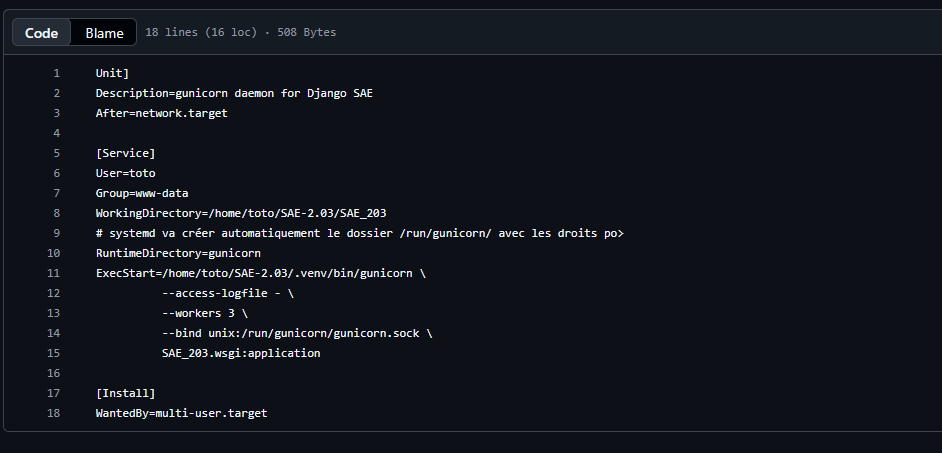 Code Blame 18 lines (16 loc) · 508 Bytes
1 Unit]
2 Description=gunicorn daemon for Django SAE
3 After=network.target
4
5 [Service]
6 User=toto
7 Group=www-data
8 WorkingDirectory=/home/toto/SAE-2.03/SAE_203
9 # systemd va créer automatiquement le dossier /run/gunicorn/ avec les droits po>
10 RuntimeDirectory=gunicorn
11 ExecStart=/home/toto/SAE-2.03/.venv/bin/gunicorn \
12 --access-logfile - \
13 --workers 3 \
14 --bind unix:/run/gunicorn/gunicorn.sock \
15 SAE_203.wsgi:application
16
17 [Install]
18 WantedBy=multi-user.target